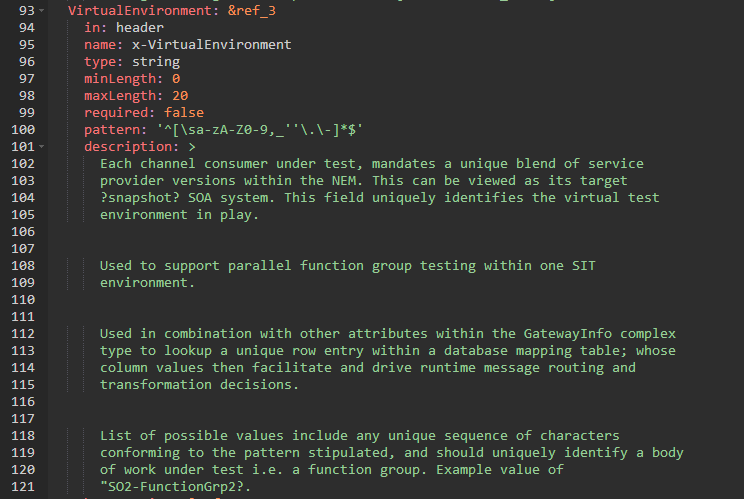 93 VirtualEnvironment: &ref_3
94 in: header
95 name: x-VirtualEnvironment
96 type: string
97 minLength: 0
98 maxLength: 20
99 required: false
100 pattern: '^[\sa-zA-Z0-9,_''\.\-]*$'
101 description: >
102 Each channel consumer under test, mandates a unique blend of service
103 provider versions within the NEM. This can be viewed as its target
104 ?snapshot? SOA system. This field uniquely identifies the virtual test
105 environment in play.
106
107
108 Used to support parallel function group testing within one SIT
109 environment.
110
111
112 Used in combination with other attributes within the GatewayInfo complex
113 type to lookup a unique row entry within a database mapping table; whose
114 column values then facilitate and drive runtime message routing and
115 transformation decisions.
116
117
118 List of possible values include any unique sequence of characters
119 conforming to the pattern stipulated, and should uniquely identify a body
120 of work under test i.e. a function group. Example value of
121 "SO2-FunctionGrp2?.